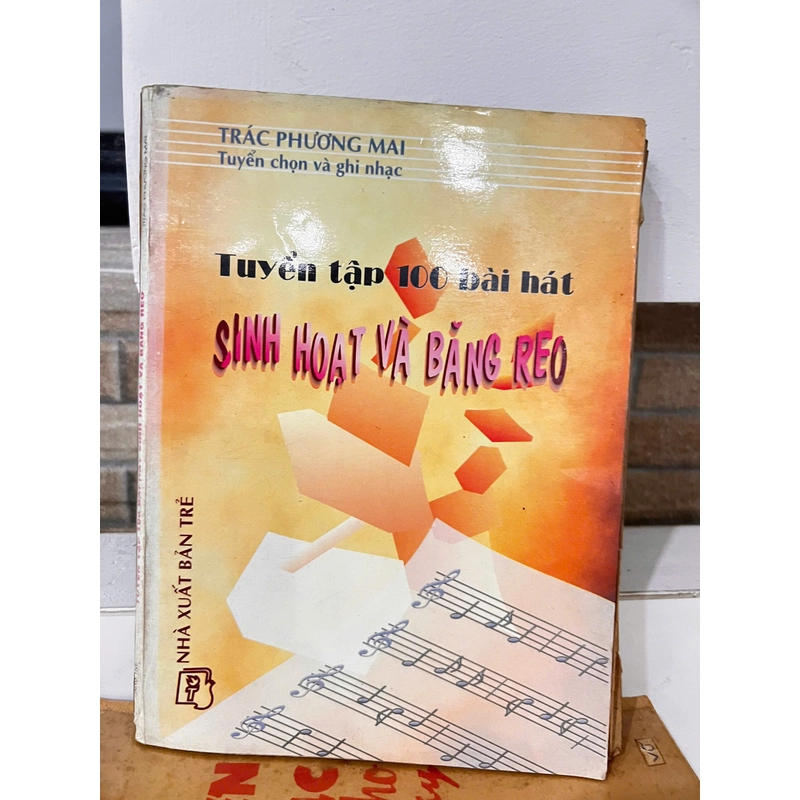 TRÁC PHƯƠNG MAI
Tuyển chọn và ghi nhạc
Tuyển tập 100 bài hát
SINH HOẠT VÀ BĂNG REO
NHÀ XUẤT BẢN TRẺ